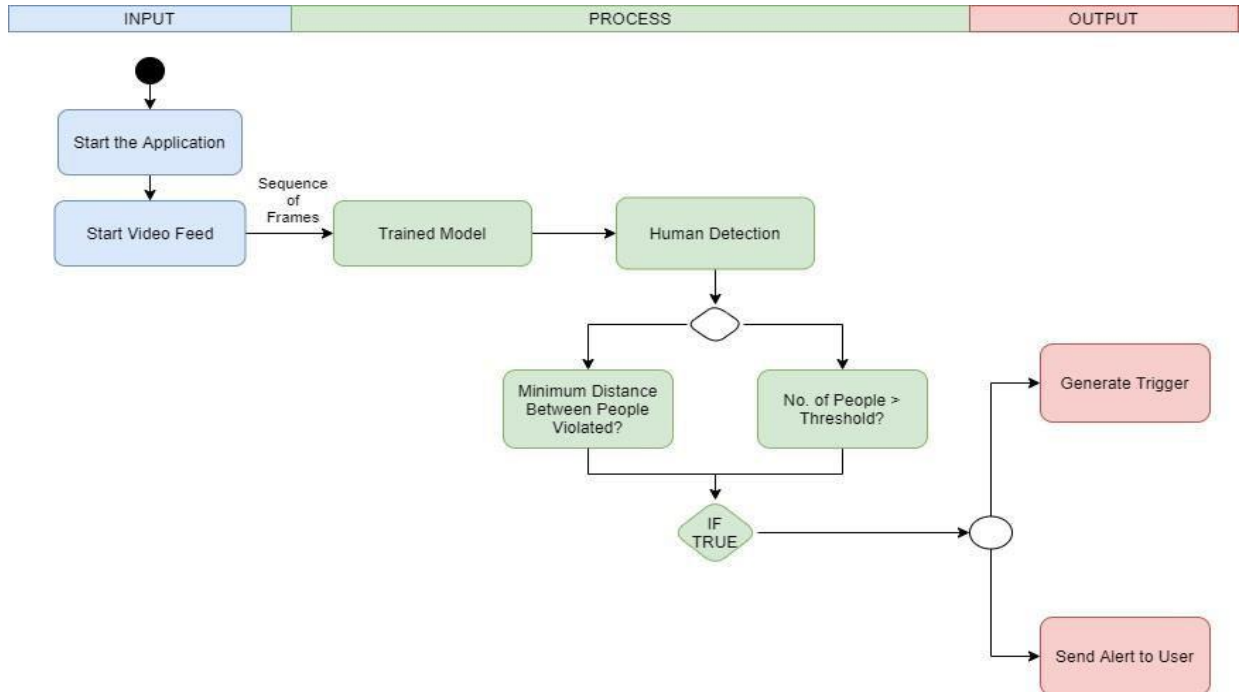 INPUT
PROCESS
OUTPUT
Start the Application
Start Video Feed
Sequence
of
Frames
Trained Model
Human Detection
Minimum Distance
Between People
Violated?
No. of People >
Threshold?
IF
TRUE
Generate Trigger
Send Alert to User